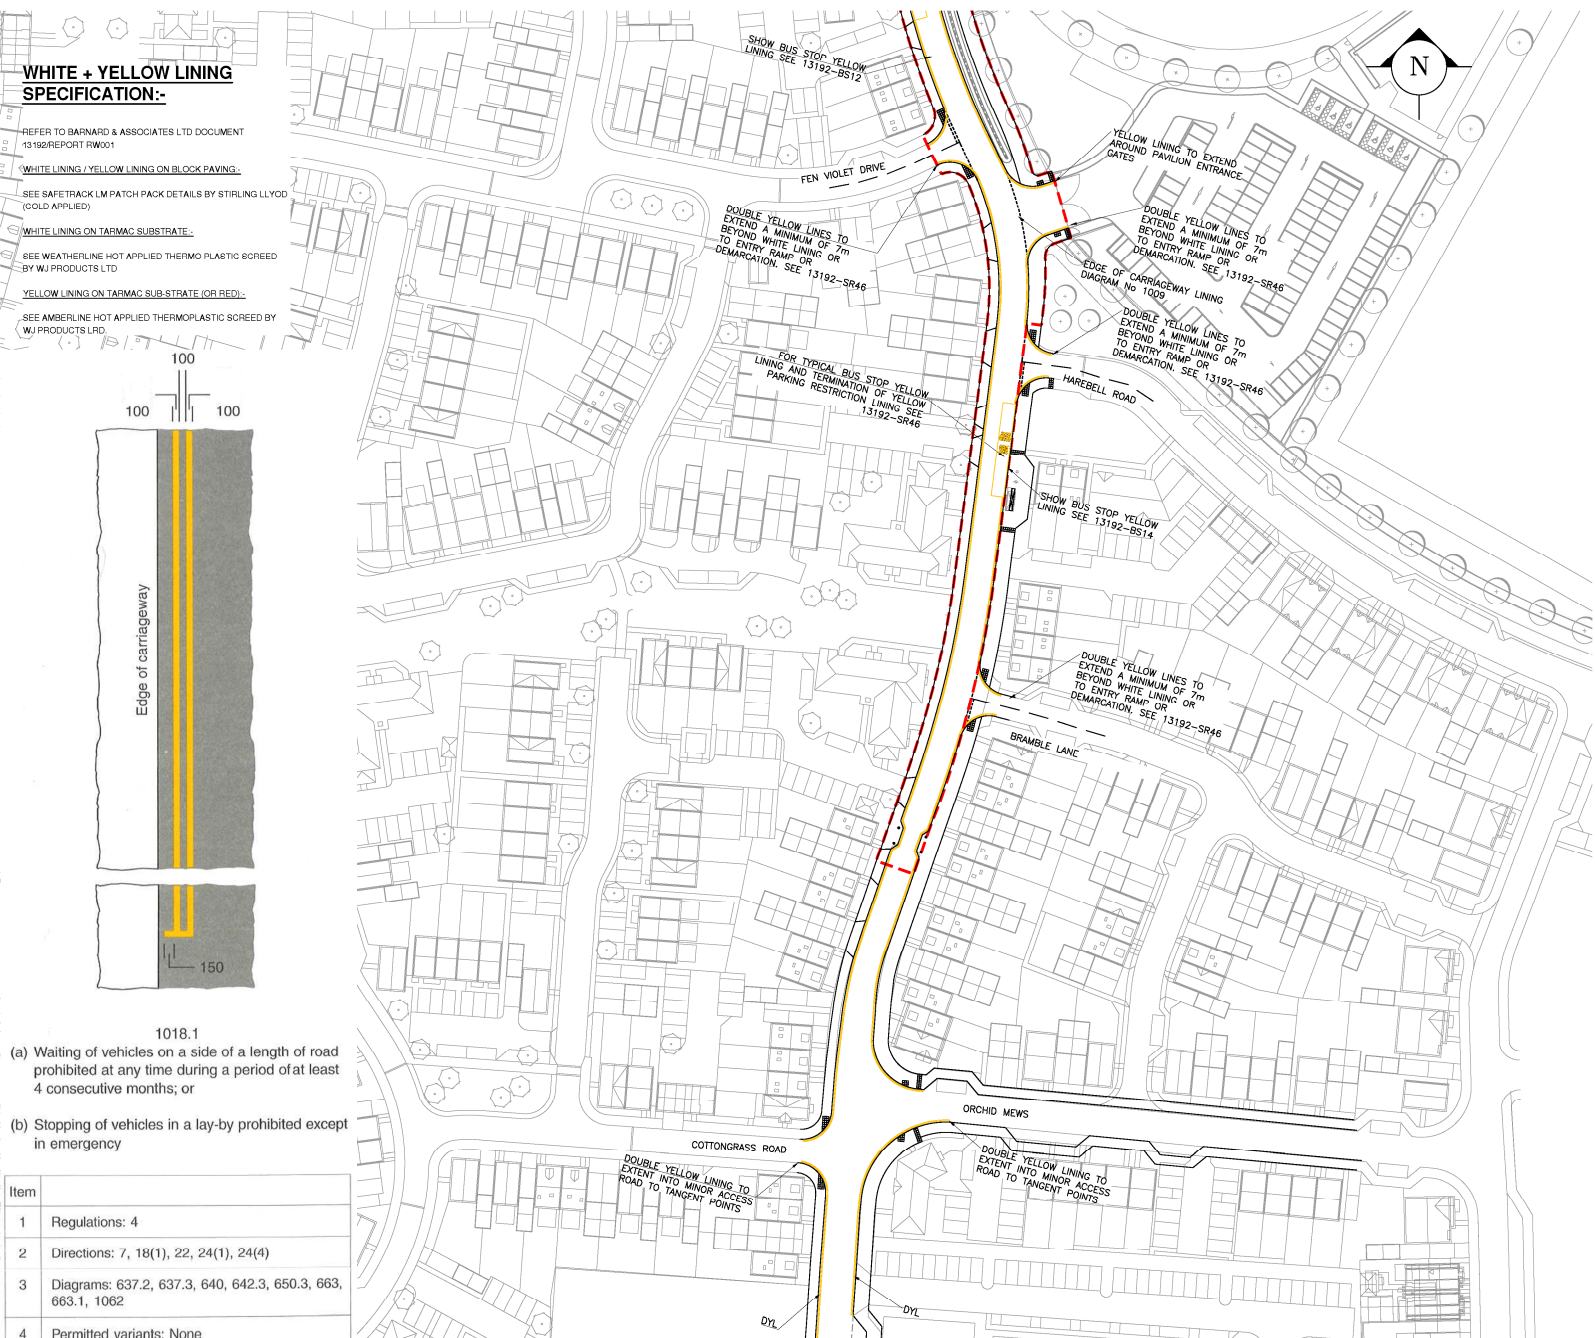 WHITE + YELLOW LINING
SPECIFICATION:-
REFER TO BARNARD & ASSOCIATES LTD DOCUMENT
13192/REPORT RW001
WHITE LINING / YELLOW LINING ON BLOCK PAVING:-
SEE SAFETRACK LM PATCH PACK DETAILS BY STIRLING LLYOD
(COLD APPLIED)
WHITE LINING ON TARMAC SUBSTRATE:-
SEE WEATHERLINE HOT APPLIED THERMO PLASTIC SCREED
BY WJ PRODUCTS LTD
YELLOW LINING ON TARMAC SUB-STRATE (OR RED):-
SEE AMBERLINE HOT APPLIED THERMOPLASTIC SCREED BY
WJ PRODUCTS LRD.
100
100
100
Edge of carriageway
150
1018.1
(a) Waiting of vehicles on a side of a length of road
prohibited at any time during a period of at least
4 consecutive months; or
(b) Stopping of vehicles in a lay-by prohibited except
in emergency
Item
1 Regulations: 4
2 Directions: 7, 18(1), 22, 24(1), 24(4)
3 Diagrams: 637.2, 637.3, 640, 642.3, 650.3, 663,
663.1, 1062
4 Permitted variants: None
SHOW BUS STOP YELLOW
LINING SEE 13192-BS12
N
YELLOW LINING TO EXTEND
AROUND PAVILION ENTRANCE
GATES
FEN VIOLET DRIVE
DOUBLE YELLOW LINES TO
EXTEND A MINIMUM OF 7m
BEYOND WHITE LINING OR
TO ENTRY RAMP OR
DEMARCATION. SEE 13192-SR46
DOUBLE YELLOW LINES TO
EXTEND A MINIMUM OF 7m
BEYOND WHITE LINING OR
TO ENTRY RAMP OR
DEMARCATION. SEE 13192-SR46
EDGE OF CARRIAGEWAY LINING
DIAGRAM No 1009
DOUBLE YELLOW LINES TO
EXTEND A MINIMUM OF 7m
BEYOND WHITE LINING OR
TO ENTRY RAMP OR
DEMARCATION. SEE 13192-SR46
FOR TYPICAL BUS STOP YELLOW
LINING AND TERMINATION OF YELLOW
PARKING RESTRICTION LINING SEE
13192-SR46
HAREBELL ROAD
SHOW BUS STOP YELLOW
LINING SEE 13192-BS14
DOUBLE YELLOW LINES TO
EXTEND A MINIMUM OF 7m
BEYOND WHITE LINING OR
TO ENTRY RAMP OR
DEMARCATION. SEE 13192-SR46
BRAMBLE LANE
ORCHID MEWS
COTTONGRASS ROAD
DOUBLE YELLOW LINING TO
EXTENT INTO MINOR ACCESS
ROAD TO TANGENT POINTS
DOUBLE YELLOW LINING TO
EXTENT INTO MINOR ACCESS
ROAD TO TANGENT POINTS
DYL
DYL